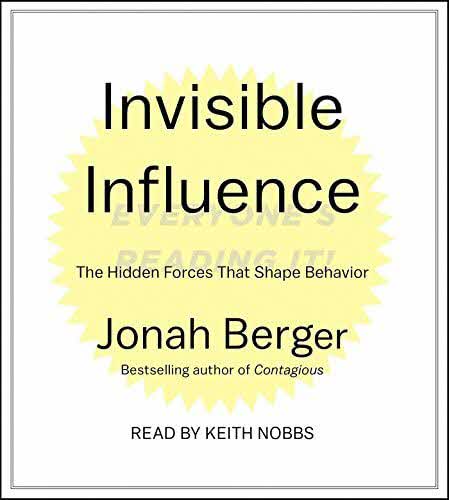 Invisible
Influence
EVERYONE'S
READING IT!
The Hidden Forces That Shape Behavior
Jonah Berger
Bestselling author of Contagious
READ BY KEITH NOBBS